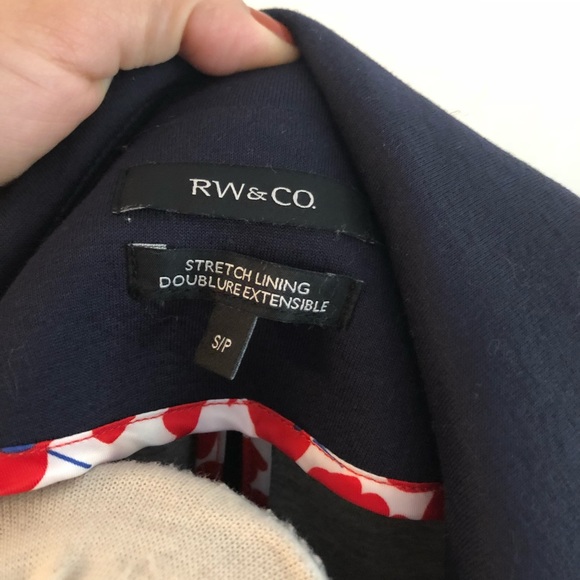 RW&CO.
STRETCH LINING
DOUBLURE EXTENSIBLE
S/P